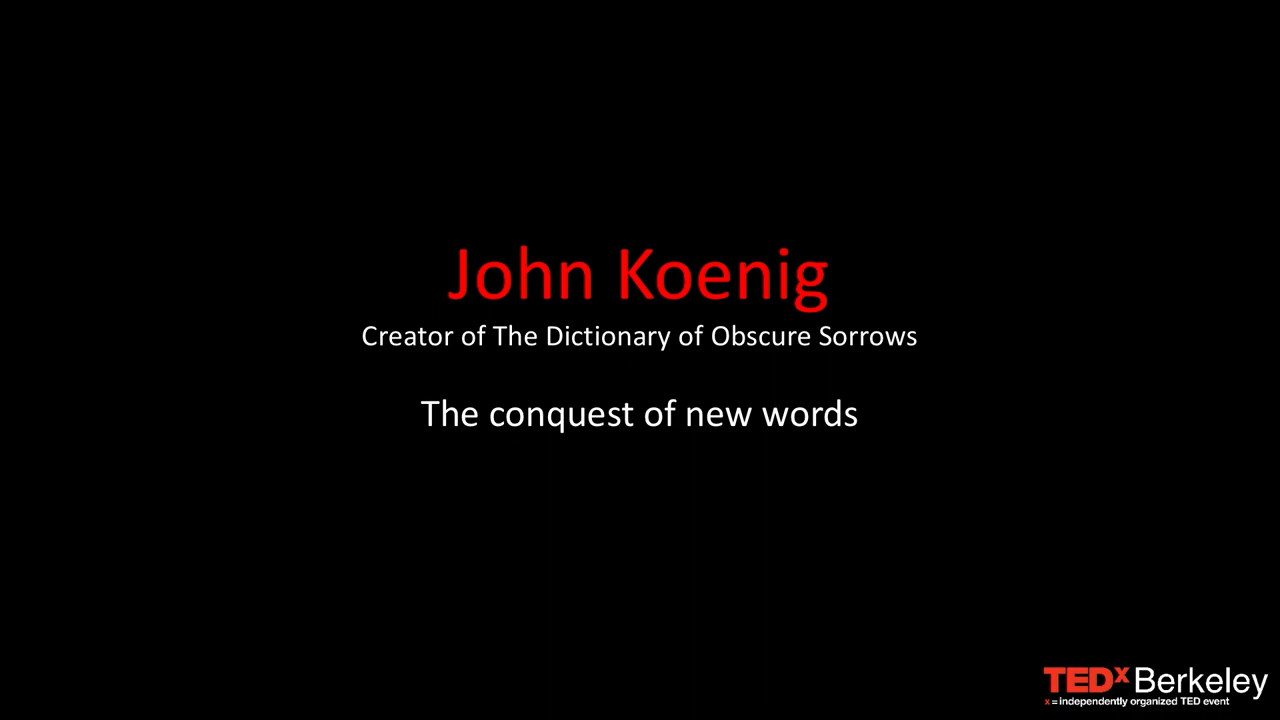 John Koenig
Creator of The Dictionary of Obscure Sorrows
The conquest of new words
TEDx Berkeley
x = independently organized TED event